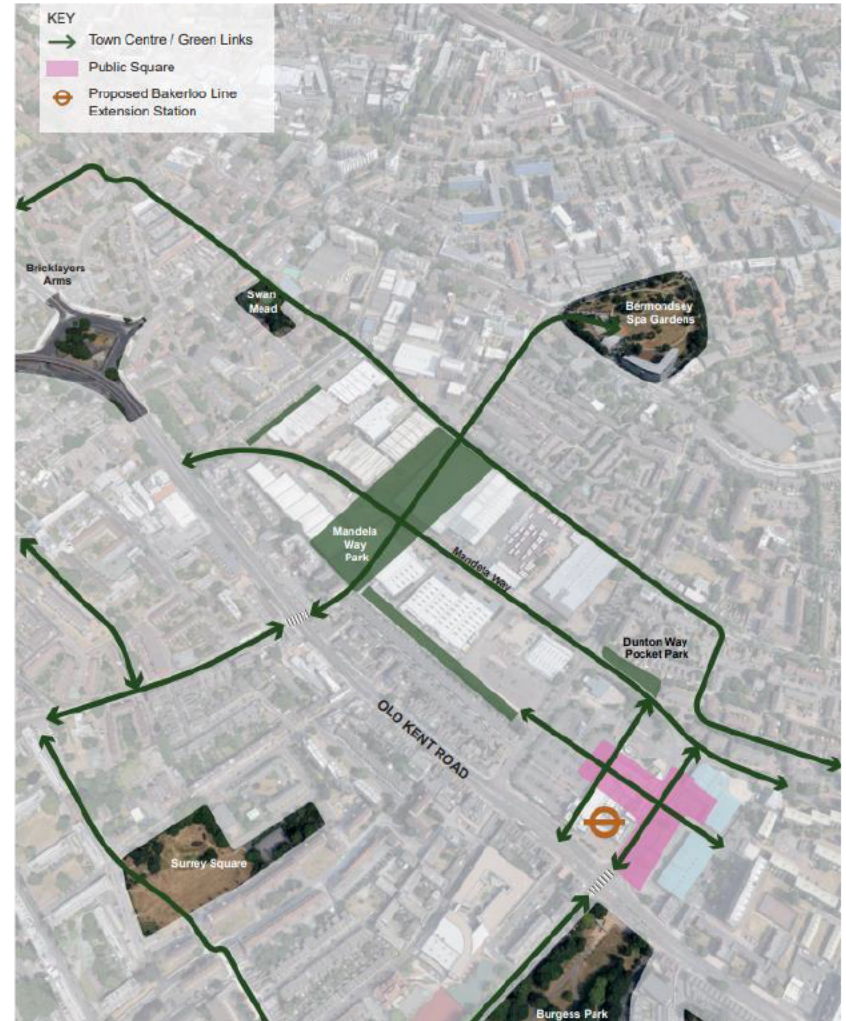 KEY
Town Centre / Green Links
Public Square
Proposed Bakerloo Line
Extension Station
Bricklayers
Arms
Swan
Mead
Bermondsey
Spa Gardens
Mandela
Way
Park
Mandela Way
Dunton Way
Pocket Park
OLD KENT ROAD
Surrey Square
Burgess Park